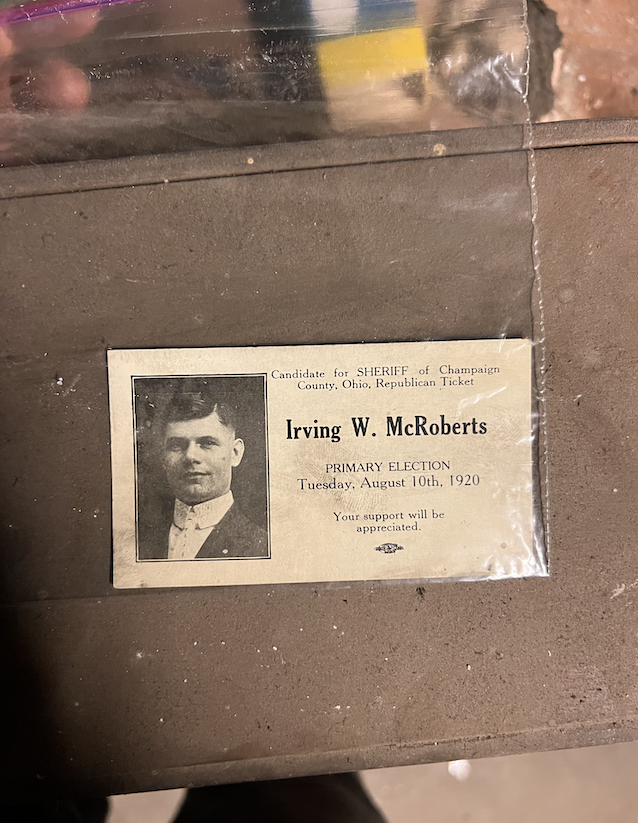 Candidate for SHERIFF of Champaign
County, Ohio, Republican Ticket
Irving W. McRoberts
PRIMARY ELECTION
Tuesday, August 10th, 1920
Your support will be
appreciated.